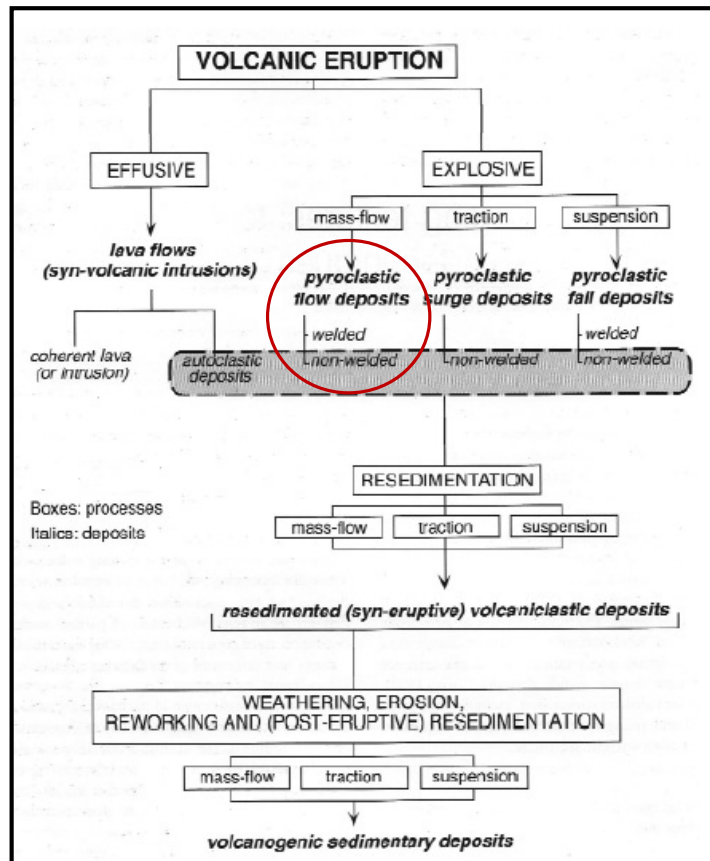 VOLCANIC ERUPTION
EFFUSIVE
EXPLOSIVE
mass-flow
traction
suspension
lava flows
(syn-volcanic intrusions)
pyroclastic
flow deposits
pyroclastic
surge deposits
pyroclastic
fall deposits
welded
welded
coherent lava
(or intrusion)
autoclastic
deposits
non-welded
non-welded
non-welded
RESEDIMENTATION
Boxes: processes
Italics: deposits
mass-flow
traction
suspension
resedimented (syn-eruptive) volcaniclastic deposits
WEATHERING, EROSION,
REWORKING AND (POST-ERUPTIVE) RESEDIMENTATION
mass-flow
traction
suspension
volcanogenic sedimentary deposits